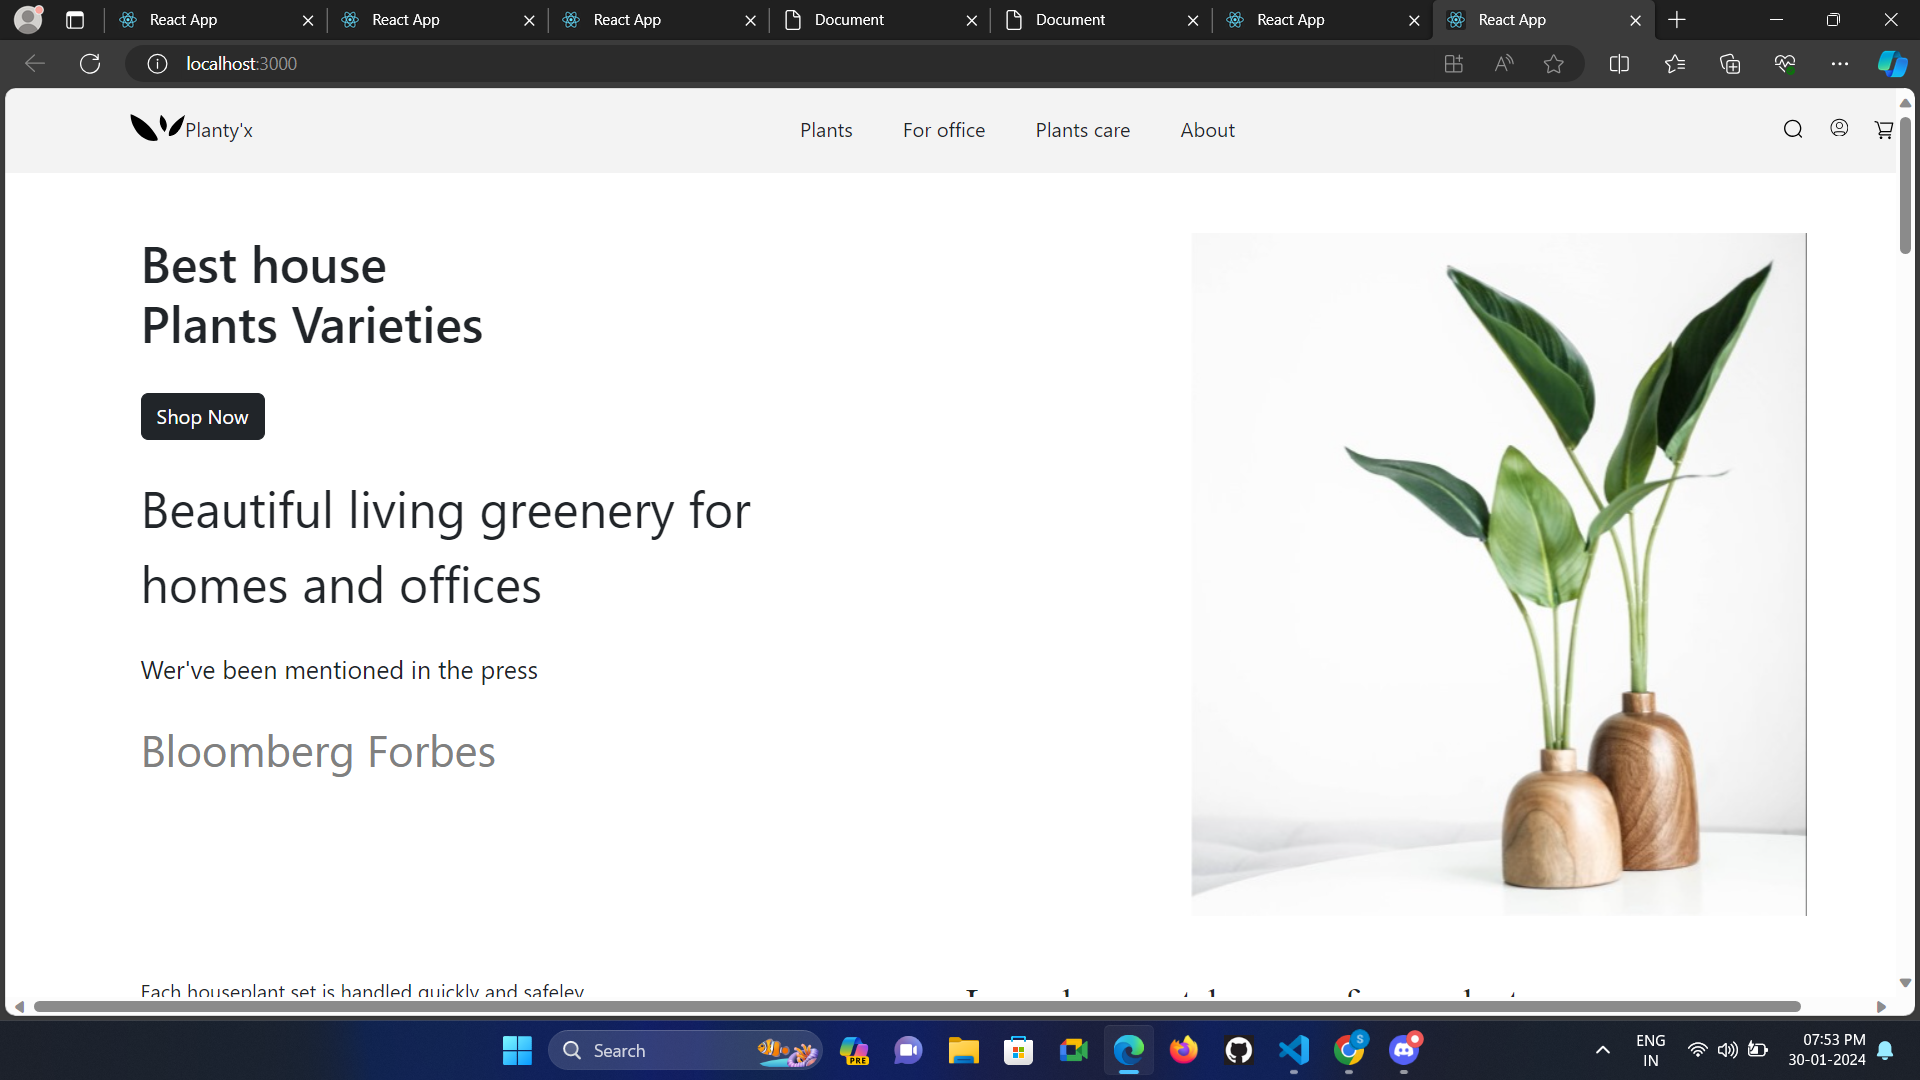 React App
React App
React App
Document
Document
React App
React App
localhost:3000
Planty'x
Plants
For office
Plants care
About
Best house
Plants Varieties
Shop Now
Beautiful living greenery for
homes and offices
Wer've been mentioned in the press
Bloomberg Forbes
Each houseplant set is handled quickly and safeley
Search
PRE
S
ENG
IN
07:53 PM
30-01-2024